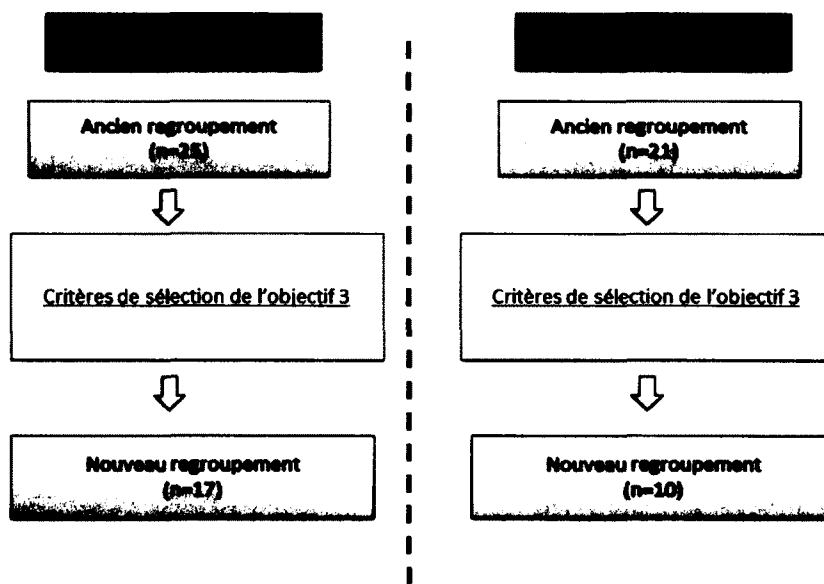 Ancien regroupement
(n=25)
Critères de sélection de l'objectif 3
Nouveau regroupement
(n=17)
Ancien regroupement
(n=21)
Critères de sélection de l'objectif 3
Nouveau regroupement
(n=10)